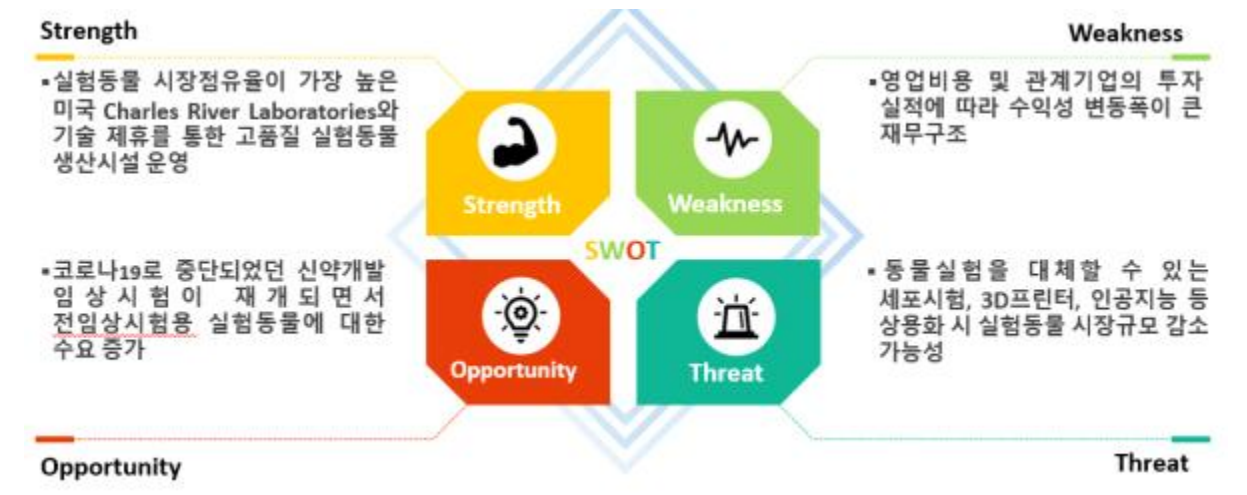 Strength
▪실험동물 시장점유율이 가장 높은
미국 Charles River Laboratories와
기술 제휴를 통한 고품질 실험동물
생산시설 운영
Weakness
▪영업비용 및 관계기업의 투자
실적에 따라 수익성 변동폭이 큰
재무구조
Strength
Weakness
SWOT
Opportunity
Threat
▪코로나19로 중단되었던 신약개발
임상시험이 재개되면서
전임상시험용 실험동물에 대한
수요 증가
Opportunity
▪동물실험을 대체할 수 있는
세포시험, 3D프린터, 인공지능 등
상용화 시 실험동물 시장규모 감소
가능성
Threat